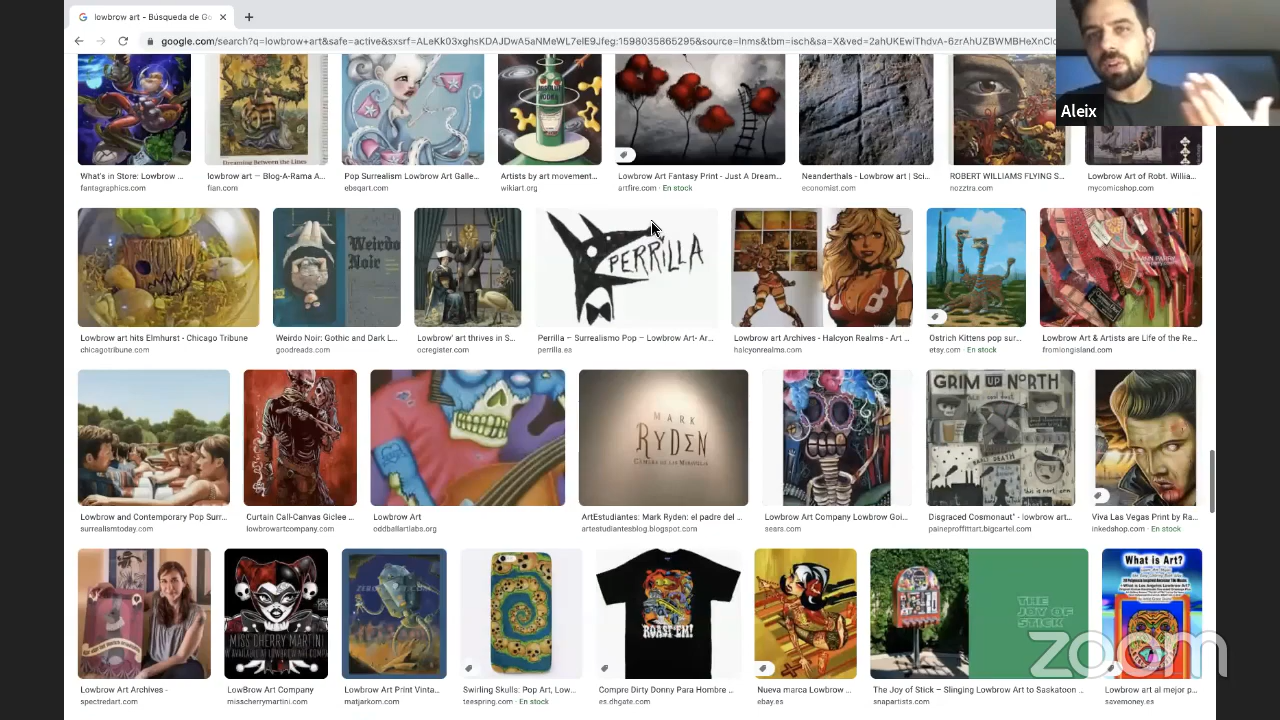 lowbrow art - Búsqueda de Go
google.com/search?q=lowbrow+art&safe=active&sxsrf=
Aleix
Dreaming Between the Lines
What's in Store: Lowbrow ...
fantagraphics.com
lowbrow art — Blog-A-Rama A...
fian.com
Pop Surrealism Lowbrow Art Galle...
ebsqart.com
Artists by art movement...
wikiart.org
Lowbrow Art Fantasy Print - Just A Dream...
artfire.com · En stock
Neanderthals - Lowbrow art | Sci...
economist.com
ROBERT WILLIAMS FLYING S...
nozztra.com
Lowbrow Art of Robt. Willia...
mycomicshop.com
Weirdo
Noir
PERRILLA
Lowbrow art hits Elmhurst - Chicago Tribune
chicagotribune.com
Weirdo Noir: Gothic and Dark L...
goodreads.com
Lowbrow' art thrives in S...
ocregister.com
Perrilla – Surrealismo Pop – Lowbrow Art- Ar...
perrilla.es
Lowbrow art Archives - Halcyon Realms - Art ...
halcyonrealms.com
Ostrich Kittens pop sur...
etsy.com · En stock
Lowbrow Art & Artists are Life of the Re...
fromlongisland.com
MARK
RYDEN
CÁMARA DE LAS MARAVILLAS
GRIM UP NORTH
Lowbrow and Contemporary Pop Surr...
surrealismtoday.com
Curtain Call-Canvas Giclee ...
lowbrowartcompany.com
Lowbrow Art
oddballartlabs.org
ArtEstudiantes: Mark Ryden: el padre del ...
artestudiantesblog.blogspot.com
Lowbrow Art Company Lowbrow Goi...
sears.com
Disgraced Cosmonaut" - lowbrow art...
paineproffittart.bigcartel.com
Viva Las Vegas Print by Ra...
inkedshop.com · En stock
MISS CHERRY MARTINI
ROAST 'EM!
THE
JOY OF
STICK
What is Art?
zoom
Lowbrow Art Archives -
spectredart.com
LowBrow Art Company
misscherrymartini.com
Lowbrow Art Print Vinta...
matjarkom.com
Swirling Skulls: Pop Art, Low...
teespring.com · En stock
Compre Dirty Donny Para Hombre ...
es.dhgate.com
Nueva marca Lowbrow ...
ebay.es
The Joy of Stick – Slinging Lowbrow Art to Saskatoon ...
snapartists.com
Lowbrow art al mejor p...
savemoney.es